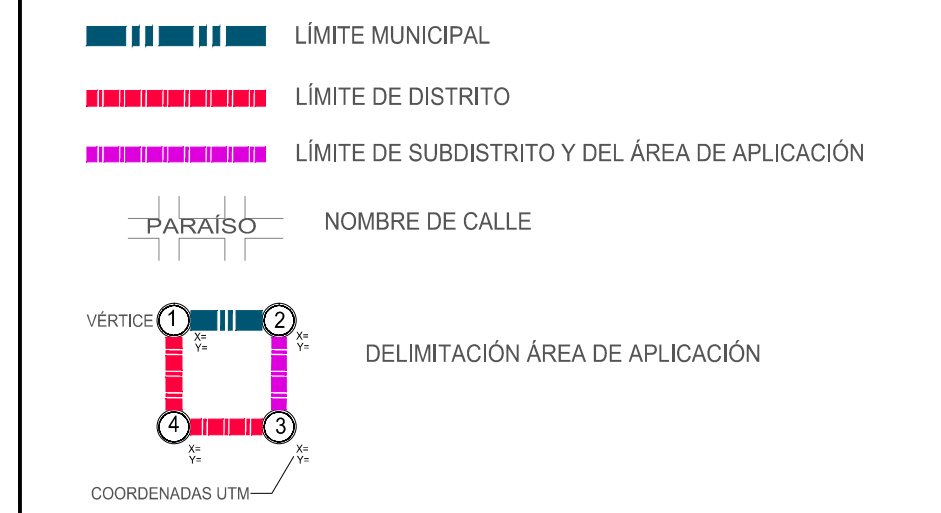 LÍMITE MUNICIPAL
LÍMITE DE DISTRITO
LÍMITE DE SUBDISTRITO Y DEL ÁREA DE APLICACIÓN
PARAÍSO
NOMBRE DE CALLE
VÉRTICE 1 2
X= X=
Y= Y=
DELIMITACIÓN ÁREA DE APLICACIÓN
4 3
X= X=
Y= Y=
COORDENADAS UTM